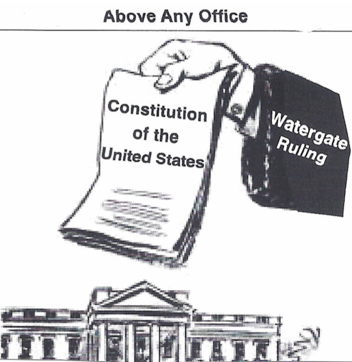 Above Any Office
Constitution
of the
United States
Watergate
Ruling